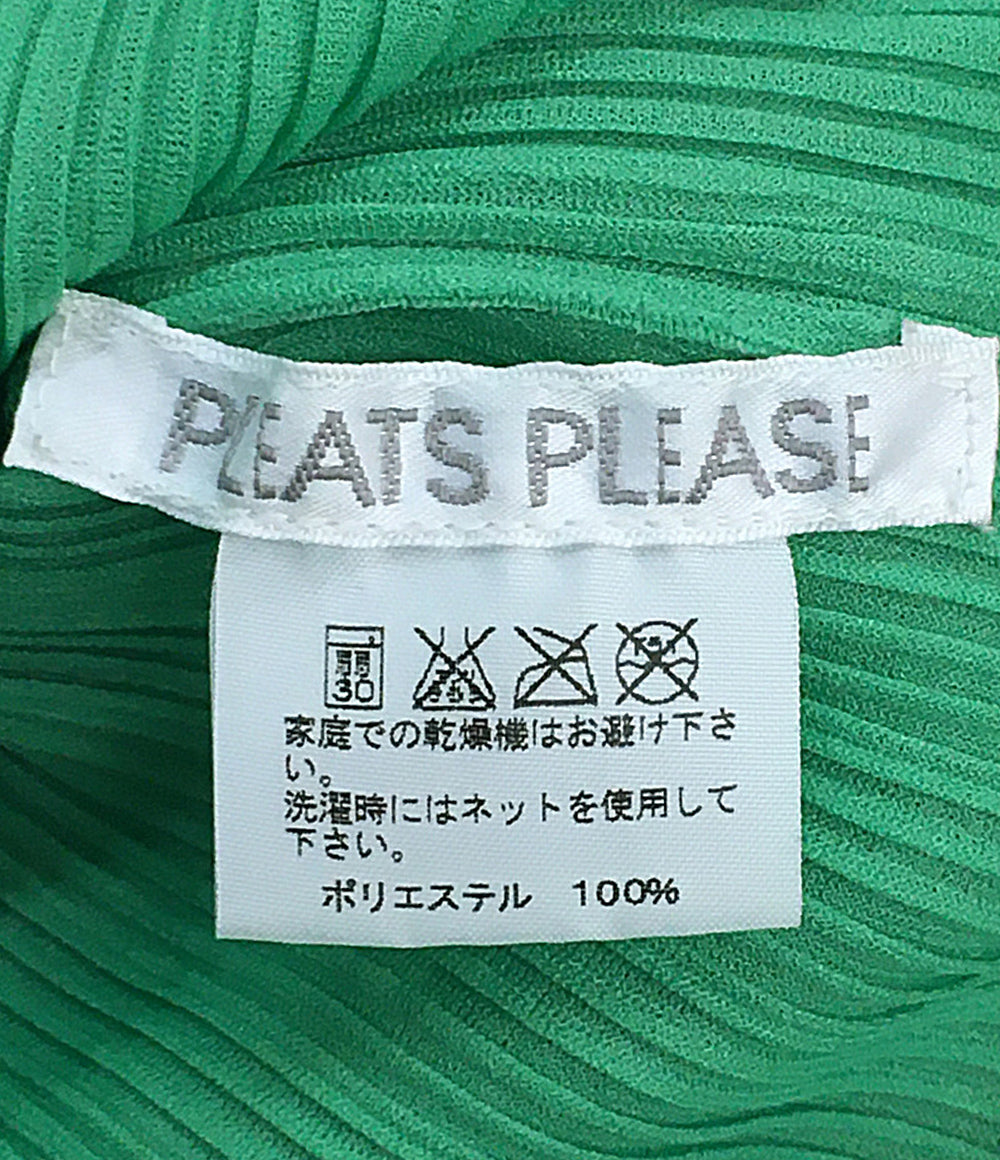 PLEATS PLEASE
弱
30
家庭での乾燥機はお避け下さ
い。
洗濯時にはネットを使用して
下さい。
ポリエステル 100%